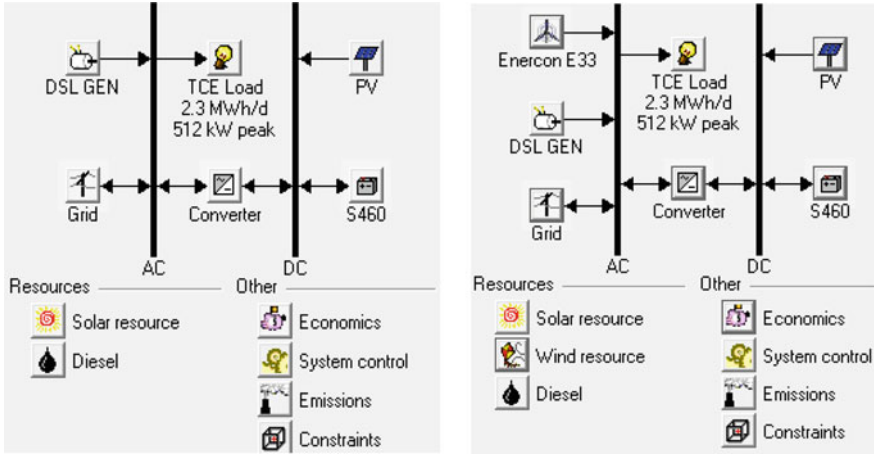 DSL GEN
TCE Load
2.3 MWh/d
512 kW peak
PV
Grid
Converter
S460
AC
DC
Resources
Other
Solar resource
Economics
Diesel
System control
Emissions
Constraints
Enercon E33
TCE Load
2.3 MWh/d
512 kW peak
PV
DSL GEN
Grid
Converter
S460
AC
DC
Resources
Other
Solar resource
Economics
Wind resource
System control
Diesel
Emissions
Constraints